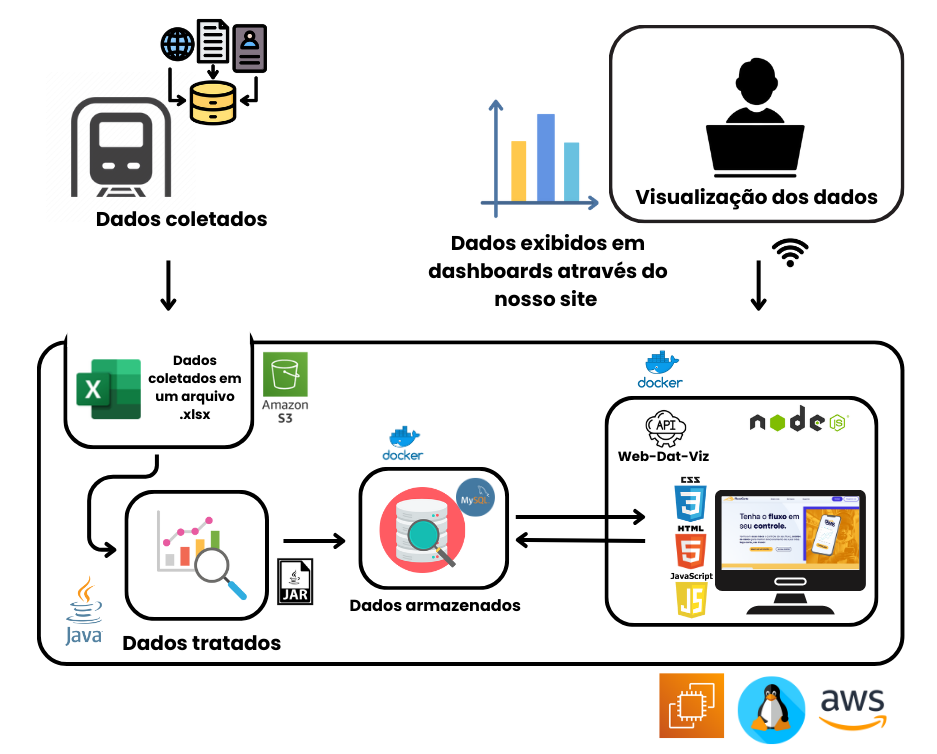 Dados coletados
Visualização dos dados
Dados exibidos em
dashboards através do
nosso site
X
Dados
coletados em
um arquivo
.xlsx
Amazon
S3
docker
docker
API
Web-Dat-Viz
node
JS
MySQL
CSS
3
HTML
5
JavaScript
JS
Tenha o fluxo em
seu controle.
JAR
Java
Dados tratados
Dados armazenados
aws